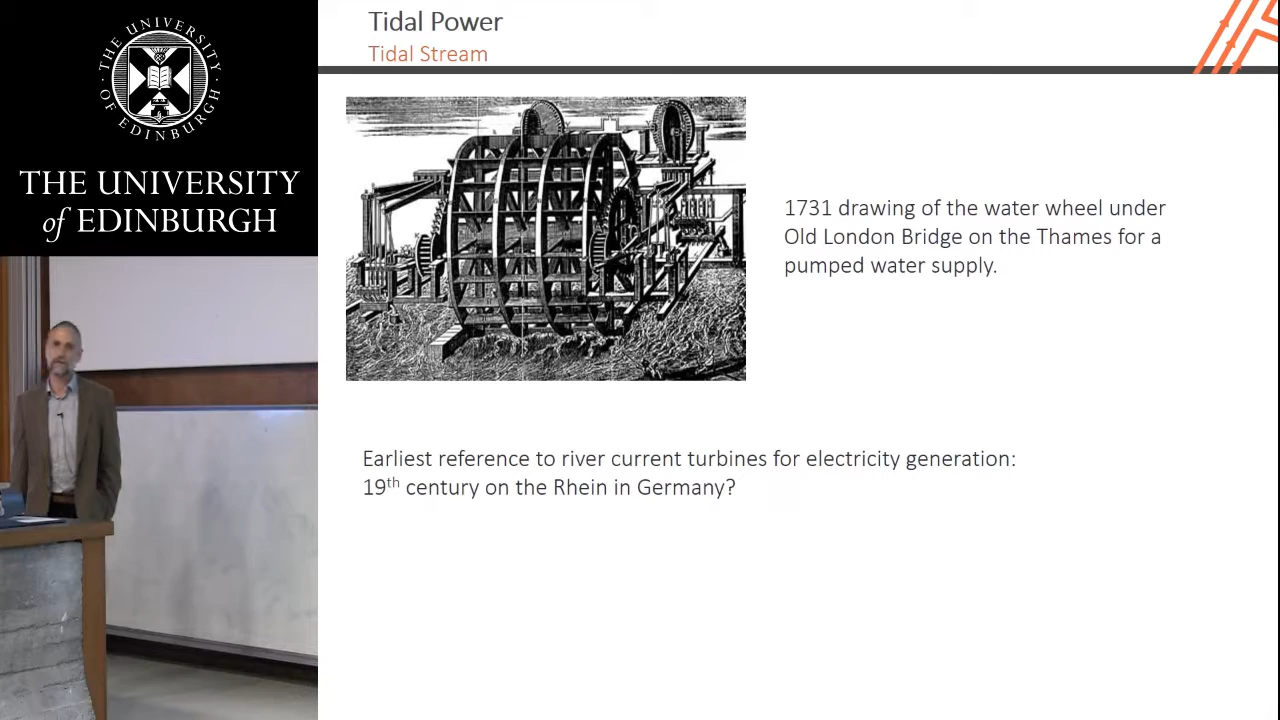 THE UNIVERSITY
OF EDINBURGH
THE UNIVERSITY
of EDINBURGH
Tidal Power
Tidal Stream
1731 drawing of the water wheel under
Old London Bridge on the Thames for a
pumped water supply.
Earliest reference to river current turbines for electricity generation:
19th century on the Rhein in Germany?